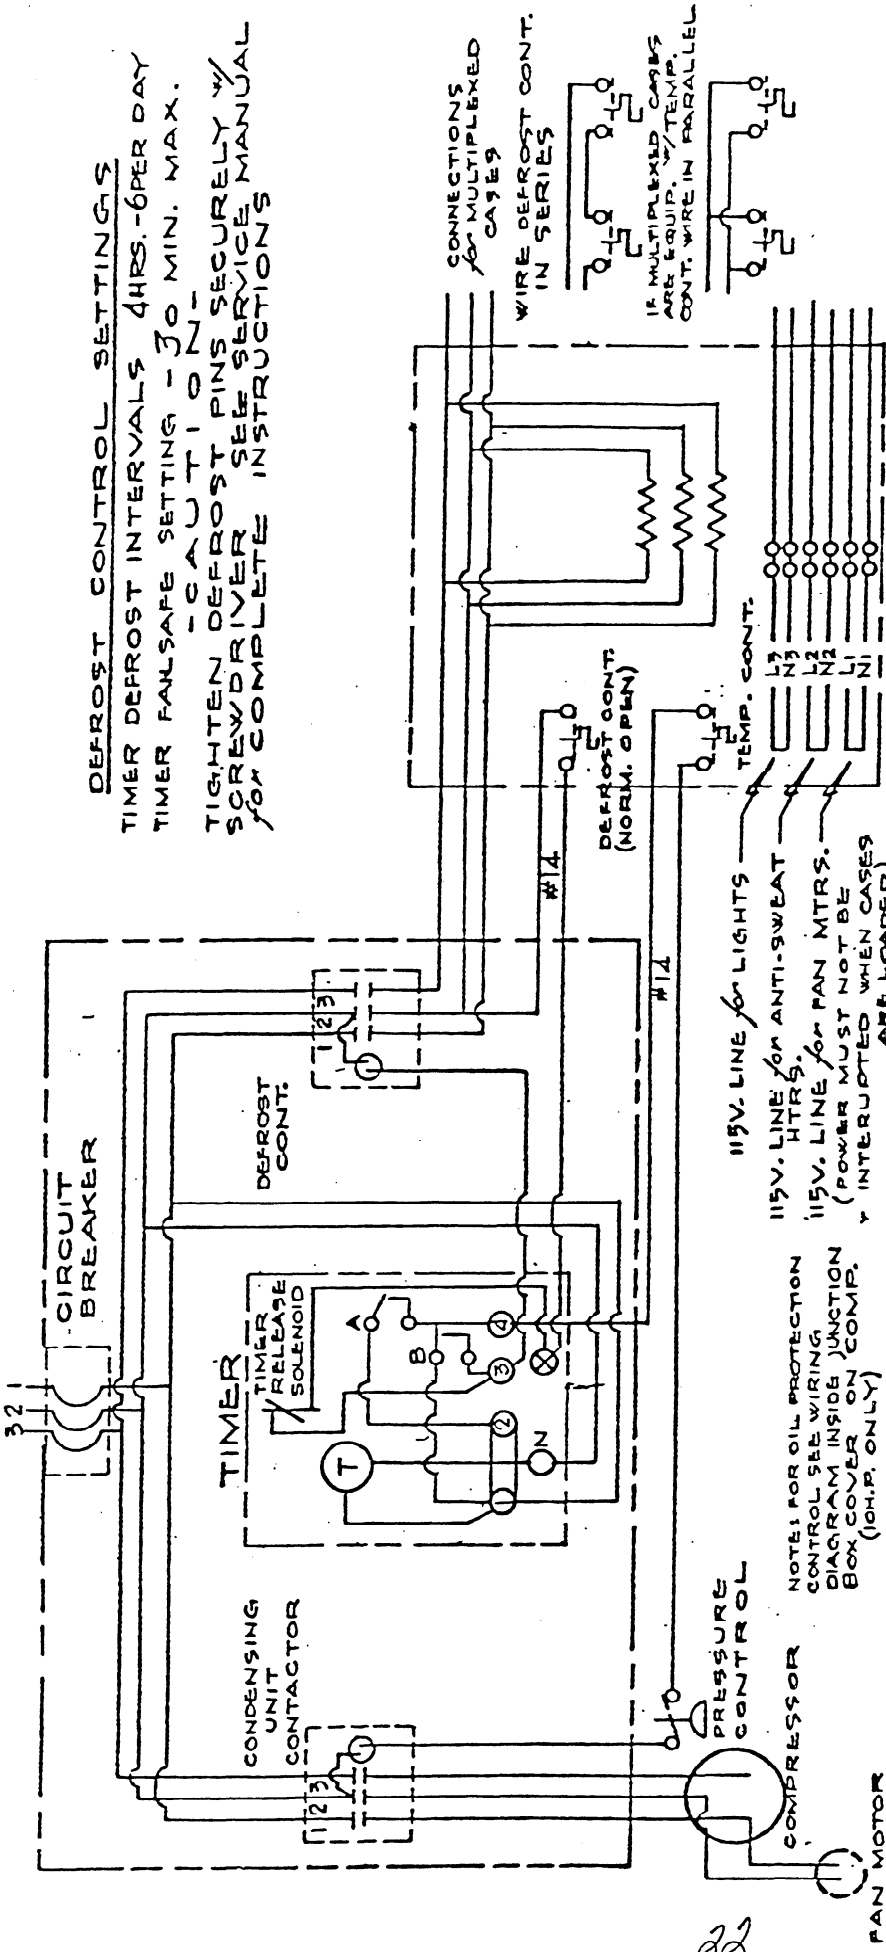 DEFROST CONTROL SETTINGS
TIMER DEFROST INTERVALS 4HRS.-6PER DAY
TIMER FAILSAFE SETTING - 30 MIN. MAX.
-CAUTION-
TIGHTEN DEFROST PINS SECURELY W/
SCREWDRIVER SEE SERVICE MANUAL
for COMPLETE INSTRUCTIONS
CONNECTIONS
for MULTIPLEXED
CASES
WIRE DEFROST CONT.
IN SERIES
IF MULTIPLEXED CASES
ARE EQUIP. W/TEMP.
CONT. WIRE IN PARALLEL
CIRCUIT
BREAKER
1
2
3
DEFROST
CONT.
1 2 3
TIMER
TIMER
RELEASE
SOLENOID
A
B
T
1
2
3
4
N
CONDENSING
UNIT
CONTACTOR
1 2 3
#14
#14
DEFROST CONT.
(NORM. OPEN)
TEMP. CONT.
L3
N3
L2
N2
L1
N1
115V. LINE for LIGHTS
115V. LINE for ANTI-SWEAT
HTRS.
115V. LINE for FAN MTRS.
(POWER MUST NOT BE
INTERUPTED WHEN CASES
ARE LOADED)
NOTE: FOR OIL PROTECTION
CONTROL SEE WIRING
DIAGRAM INSIDE JUNCTION
BOX COVER ON COMP.
(10H.P. ONLY)
PRESSURE
CONTROL
COMPRESSOR
FAN MOTOR
22